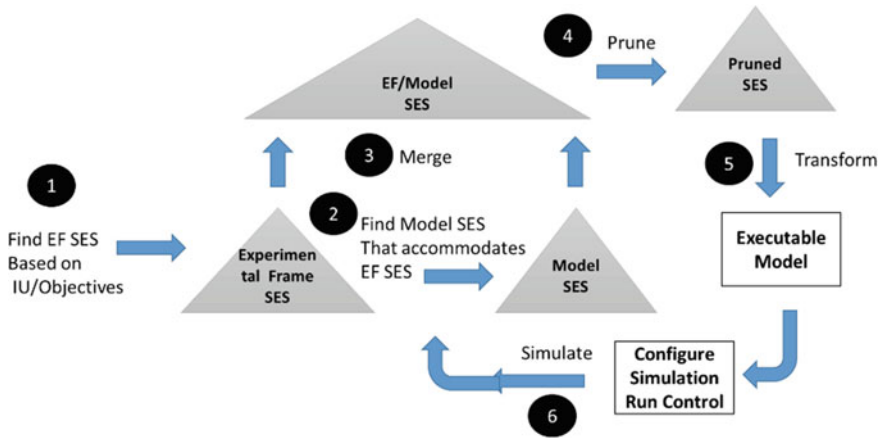 1
Find EF SES
Based on
IU/Objectives
Experimen
tal Frame
SES
2
Find Model SES
That accommodates
EF SES
Model
SES
3
Merge
EF/Model
SES
4
Prune
Pruned
SES
5
Transform
Executable
Model
Configure
Simulation
Run Control
Simulate
6